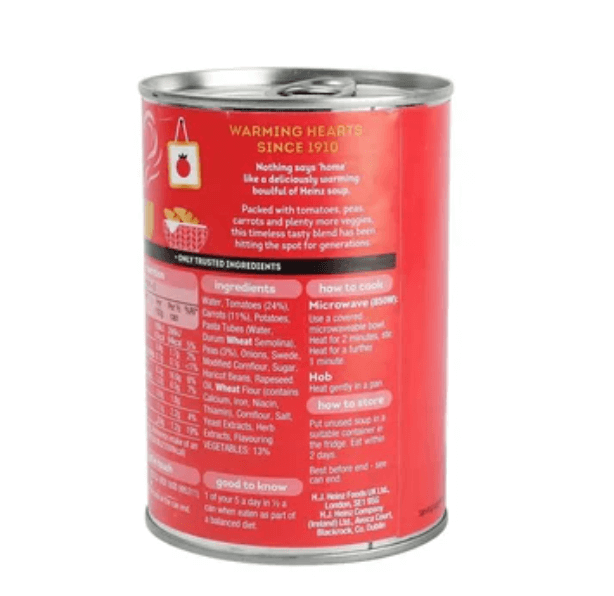 WARMING HEARTS
SINCE 1910
Nothing says 'home'
like a deliciously warming
bowlful of Heinz soup.
Packed with tomatoes, peas,
carrots and plenty more veggies,
this timeless tasty blend has been
hitting the spot for generations.
• ONLY TRUSTED INGREDIENTS
ingredients
Water, Tomatoes (24%),
Carrots (11%), Potatoes,
Pasta Tubes (Water,
Durum Wheat Semolina),
Peas (3%), Onions, Swede,
Modified Cornflour, Sugar,
Haricot Beans, Rapeseed
Oil, Wheat Flour (contains
Calcium, Iron, Niacin,
Thiamin), Cornflour, Salt,
Yeast Extracts, Herb
Extracts, Flavouring
VEGETABLES: 13%
good to know
1 of your 5 a day in ½ a
can when eaten as part of
a balanced diet.
how to cook
Microwave (850W):
Use a covered
microwaveable bowl.
Heat for 2 minutes, stir.
Heat for a further
1 minute.
Hob
Heat gently in a pan.
how to store
Put unused soup in a
suitable container in
the fridge. Eat within
2 days.
Best before end - see
can end.
H.J. Heinz Foods UK Ltd.,
London, SE1 9SG
H.J. Heinz Company
(Ireland) Ltd., Avoca Court,
Blackrock, Co. Dublin